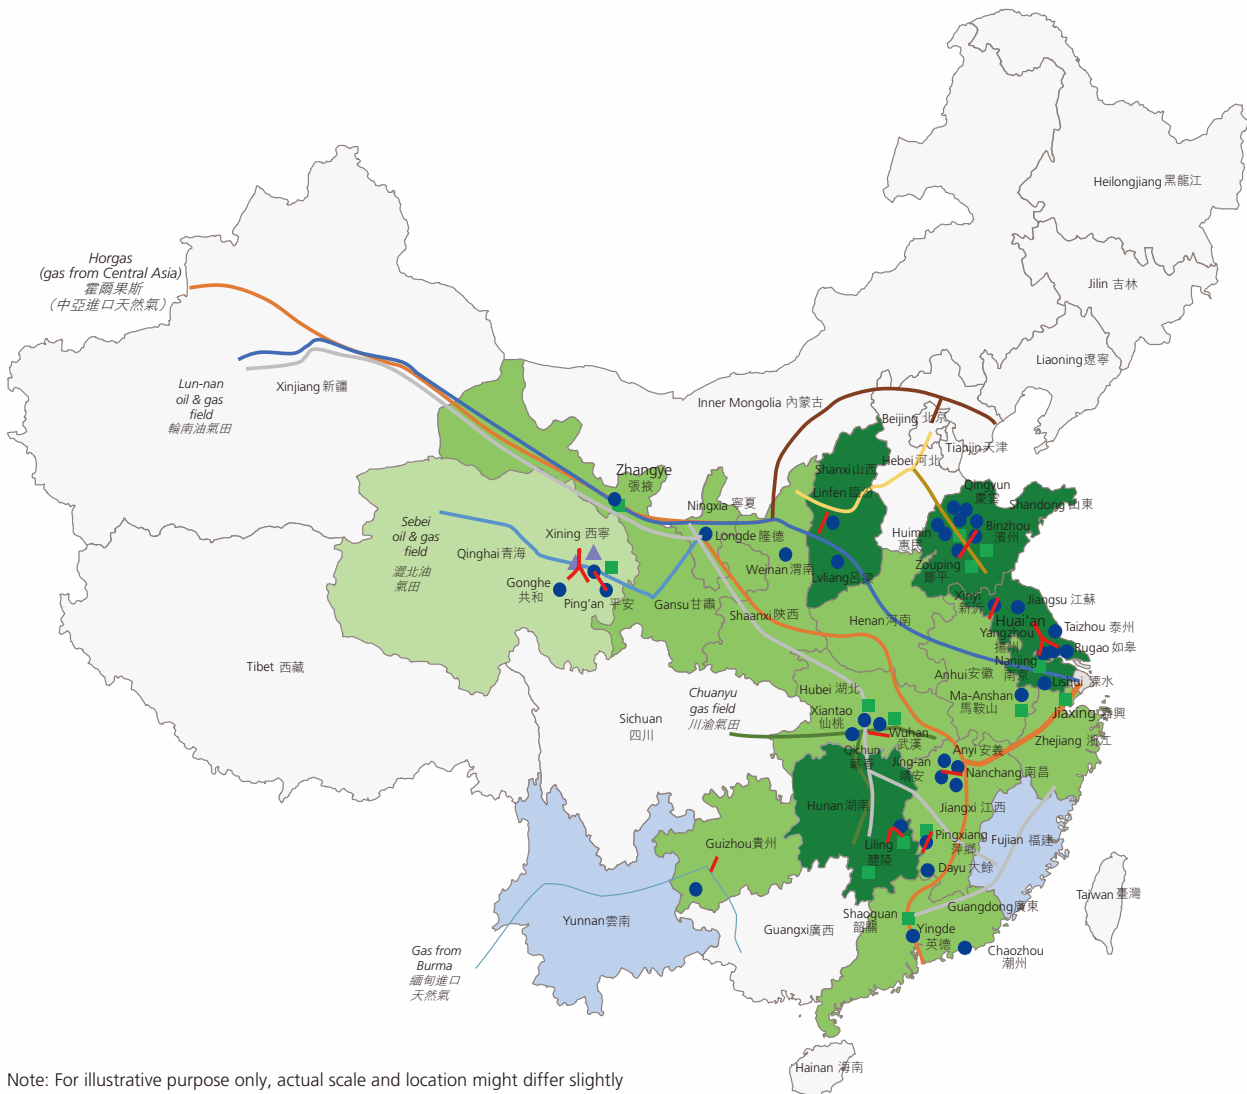 Heilongjiang 黑龍江
Jilin 吉林
Liaoning 遼寧
Horgas
(gas from Central Asia)
霍爾果斯
（中亞進口天然氣）
Lun-nan
oil & gas
field
輪南油氣田
Xinjiang 新疆
Inner Mongolia 內蒙古
Beijing 北京
Tianjin 天津
Hebei 河北
Shanxi 山西
Linfen 臨汾
Zhangye
張掖
Ningxia 寧夏
Qingyun
慶雲
Shandong 山東
Huimin
惠民
Binzhou
濱州
Zouping
鄒平
Sebei
oil & gas
field
澀北油
氣田
Qinghai 青海
Xining 西寧
Gonghe
共和
Ping'an 平安
Longde 隆德
Weinan 渭南
Lvliang 呂梁
Gansu 甘肅
Shaanxi 陝西
Henan 河南
Xinyi
新沂
Jiangsu 江蘇
Huai'an
Yangzhou
揚州
Taizhou 泰州
Rugao 如皋
Nanjing
南京
Lishui 溧水
Tibet 西藏
Sichuan
四川
Chuanyu
gas field
川渝氣田
Hubei 湖北
Xiantao
仙桃
Anhui 安徽
Ma-Anshan
馬鞍山
Jiaxing 嘉興
Zhejiang 浙江
Wuhan
武漢
Qichun
蘄春
Jing-an
靖安
Anyi 安義
Nanchang 南昌
Hunan 湖南
Jiangxi 江西
Liling
醴陵
Pingxiang
萍鄉
Fujian 福建
Dayu 大餘
Guizhou 貴州
Yunnan 雲南
Guangxi 廣西
Shaoguan
韶關
Guangdong 廣東
Taiwan 臺灣
Yingde
英德
Chaozhou
潮州
Gas from
Burma
緬甸進口
天然氣
Hainan 海南
Note: For illustrative purpose only, actual scale and location might differ slightly